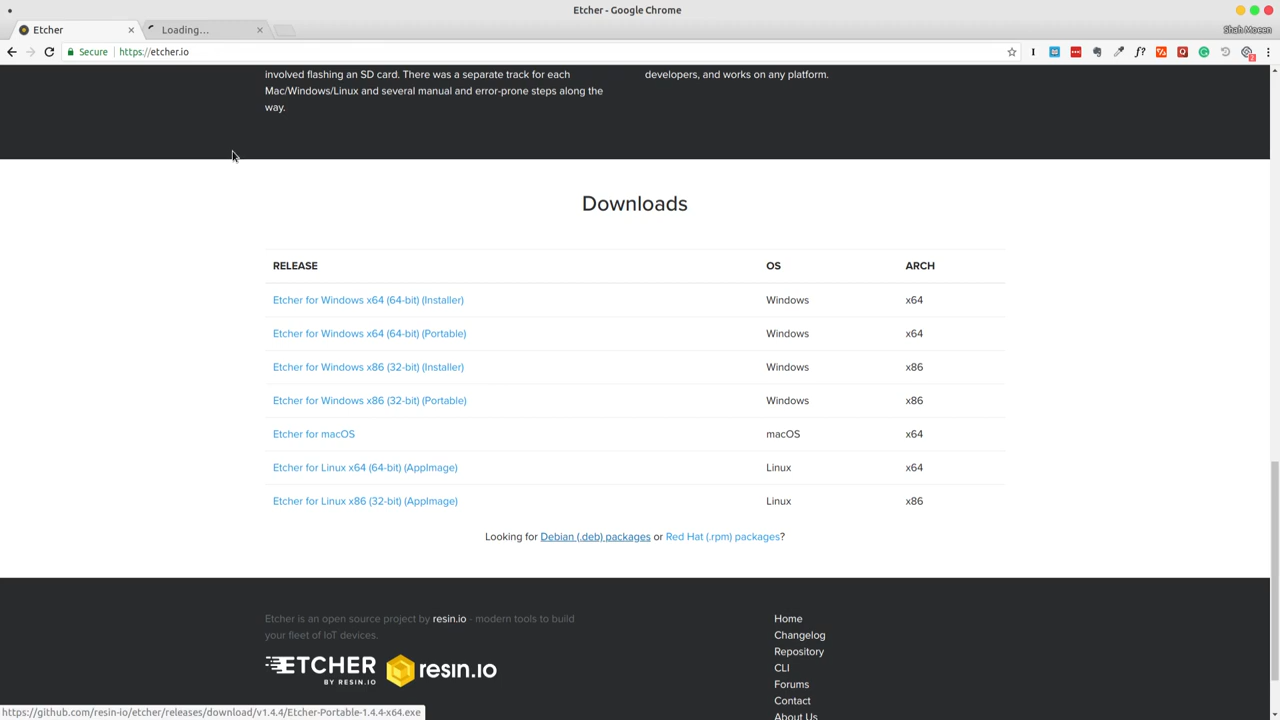 Etcher - Google Chrome
Etcher
Loading...
Shah Moeen
Secure https://etcher.io
involved flashing an SD card. There was a separate track for each
Mac/Windows/Linux and several manual and error-prone steps along the
way.
developers, and works on any platform.
Downloads
RELEASE OS ARCH
Etcher for Windows x64 (64-bit) (Installer) Windows x64
Etcher for Windows x64 (64-bit) (Portable) Windows x64
Etcher for Windows x86 (32-bit) (Installer) Windows x86
Etcher for Windows x86 (32-bit) (Portable) Windows x86
Etcher for macOS macOS x64
Etcher for Linux x64 (64-bit) (AppImage) Linux x64
Etcher for Linux x86 (32-bit) (AppImage) Linux x86
Looking for Debian (.deb) packages or Red Hat (.rpm) packages?
Etcher is an open source project by resin.io - modern tools to build
your fleet of IoT devices.
ETCHER
BY RESIN.IO
resin.io
Home
Changelog
Repository
CLI
Forums
Contact
About Us
https://github.com/resin-io/etcher/releases/download/v1.4.4/Etcher-Portable-1.4.4-x64.exe